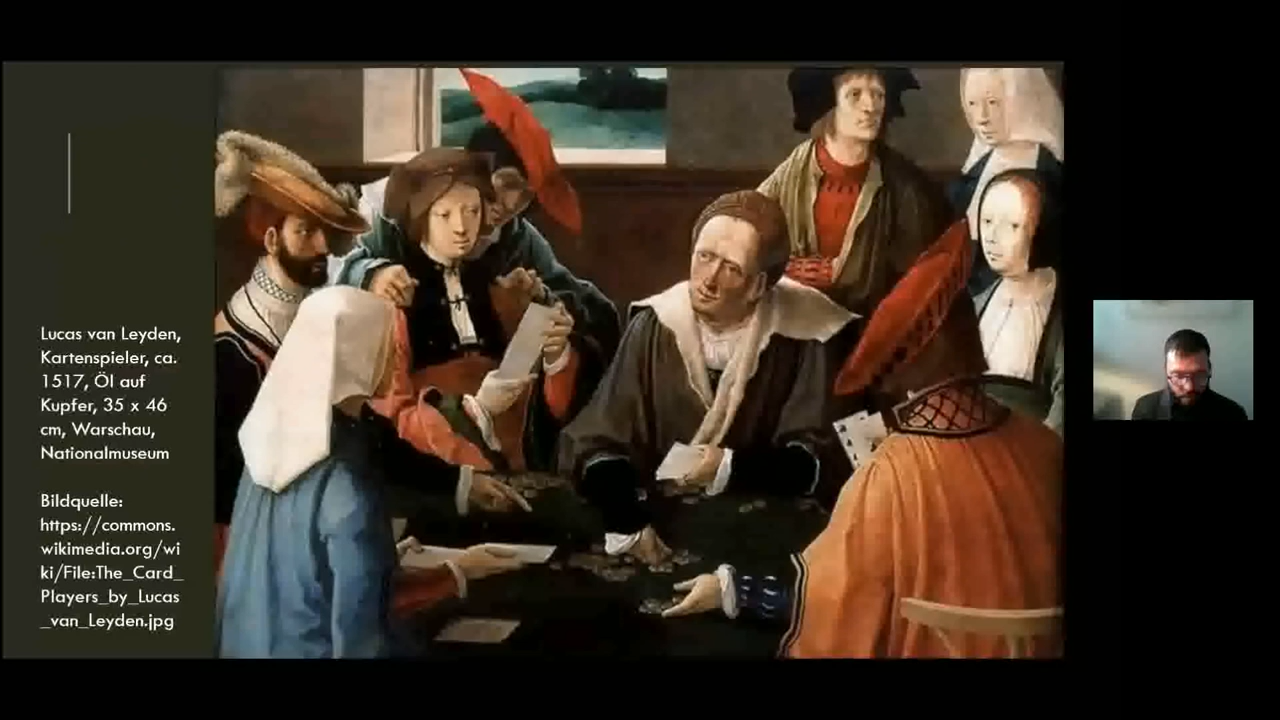 Lucas van Leyden,
Kartenspieler, ca.
1517, Öl auf
Kupfer, 35 x 46
cm, Warschau,
Nationalmuseum
Bildquelle:
https://commons.
wikimedia.org/wi
ki/File:The_Card_
Players_by_Lucas
_van_Leyden.jpg